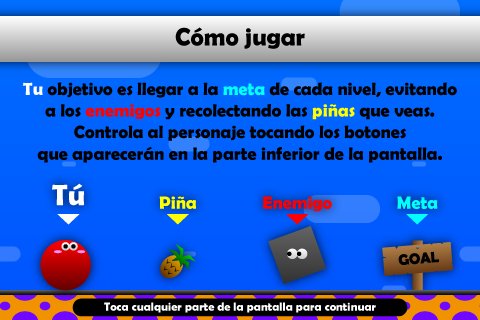 Cómo jugar
Tu objetivo es llegar a la meta de cada nivel, evitando
a los enemigos y recolectando las piñas que veas.
Controla al personaje tocando los botones
que aparecerán en la parte inferior de la pantalla.
Tú Piña Enemigo Meta
GOAL
Toca cualquier parte de la pantalla para continuar